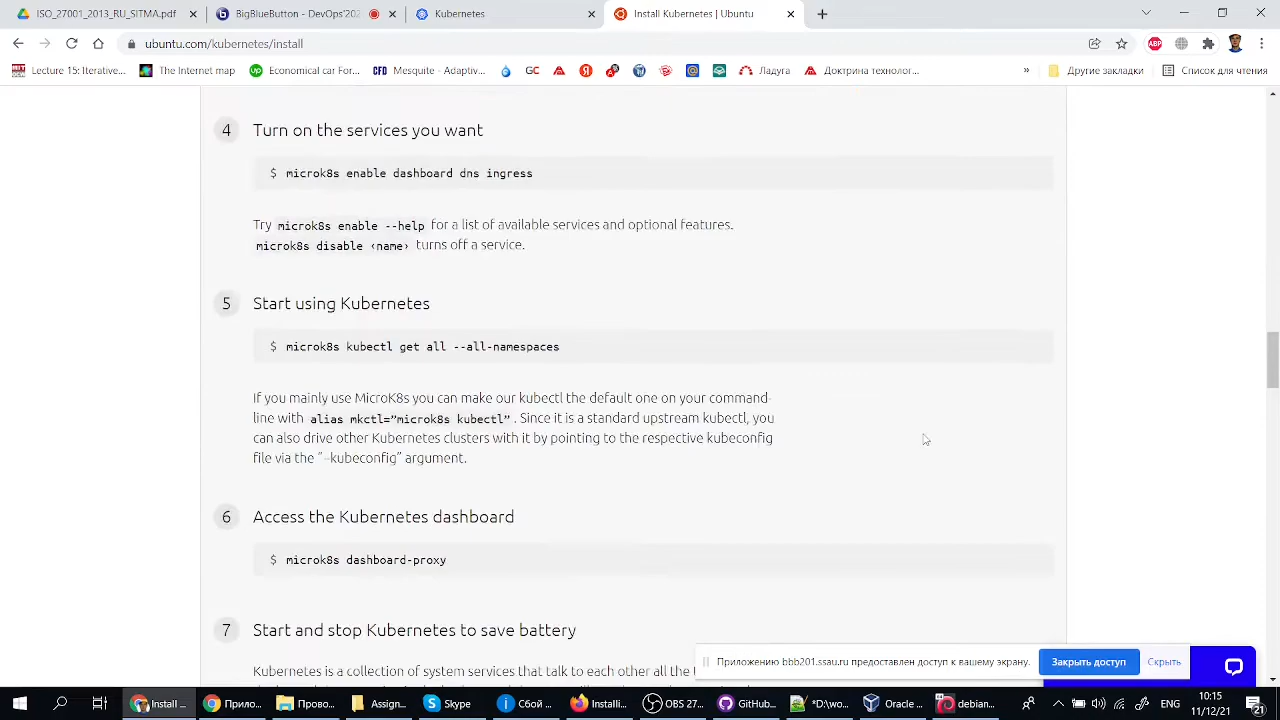 ISO_27001_2013_RU_SITMA.pdf
BigBlueButton - DevOps'202
Kubernetes
Install Kubernetes | Ubuntu
ubuntu.com/kubernetes/install
ABP
Lecture 15: Iterative...
The Internet map
Economical car For...
CFD Mesquite - Adaptiv...
GC
Ладуга
Доктрина технолог...
»
Другие закладки
Список для чтения
4 Turn on the services you want
$ microk8s enable dashboard dns ingress
Try microk8s enable --help for a list of available services and optional features.
microk8s disable ‹name› turns off a service.
5 Start using Kubernetes
$ microk8s kubectl get all --all-namespaces
If you mainly use MicroK8s you can make our kubectl the default one on your command-
line with alias mkctl="microk8s kubectl". Since it is a standard upstream kubectl, you
can also drive other Kubernetes clusters with it by pointing to the respective kubeconfig
file via the "–kubeconfig" argument.
6 Access the Kubernetes dashboard
$ microk8s dashboard-proxy
7 Start and stop Kubernetes to save battery
Kubernetes is a collection of system services that talk to each other all the
Приложению bbb201.ssau.ru предоставлен доступ к вашему экрану.
Закрыть доступ
Скрыть
Install ...
Прило...
Прово...
Assign...
Skype
Сбой ...
Installi...
OBS 27...
GitHub...
*D:\wo...
Oracle ...
debian...
ENG
10:15
11/12/21
21